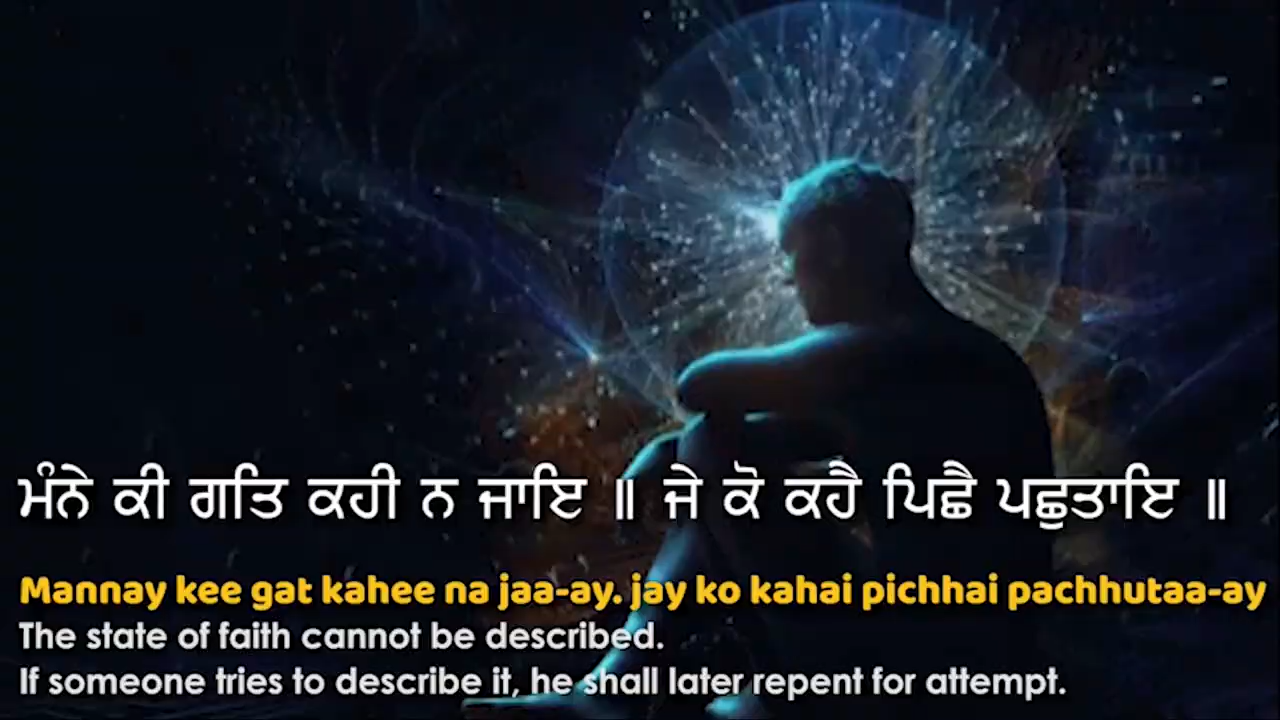 ਮੰਨੇ ਕੀ ਗਤਿ ਕਹੀ ਨ ਜਾਇ ॥ ਜੇ ਕੋ ਕਹੈ ਪਿਛੈ ਪਛੁਤਾਇ ॥
Mannay kee gat kahee na jaa-ay. jay ko kahai pichhai pachhutaa-ay
The state of faith cannot be described.
If someone tries to describe it, he shall later repent for attempt.